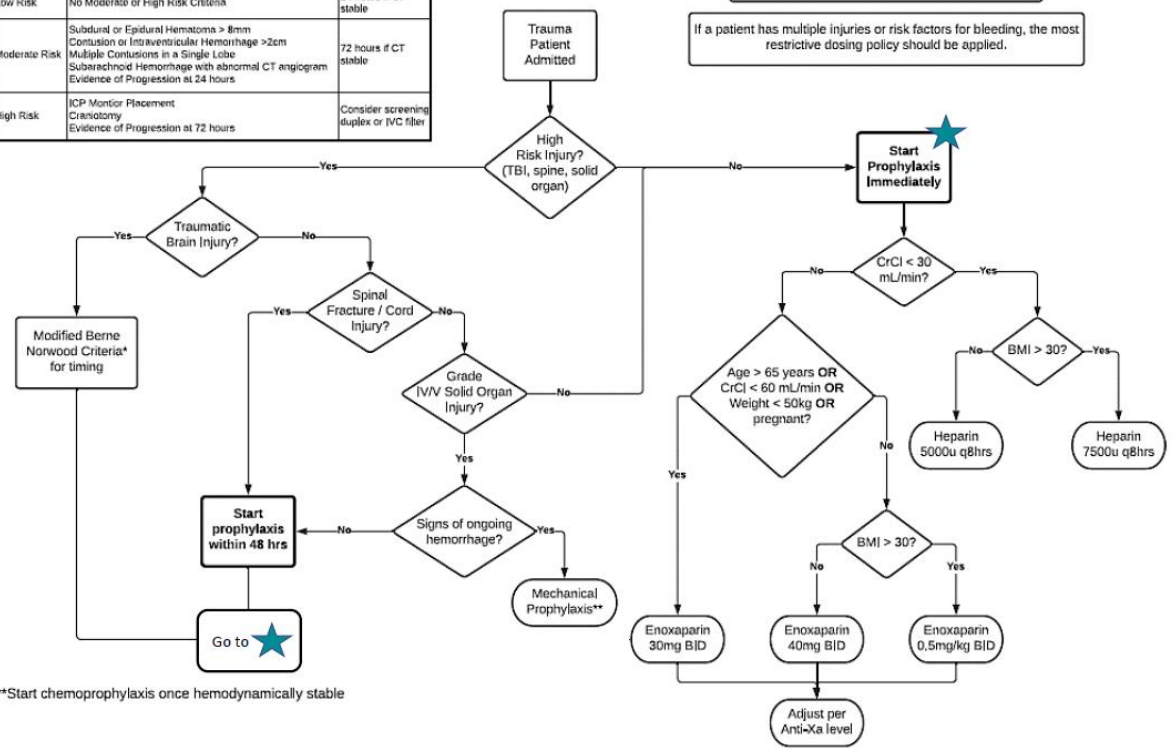 No Moderate or High Risk Criteria
stable
Moderate Risk
Subdural or Epidural Hematoma > 8mm
Contusion or Intraventricular Hemorrhage >2cm
Multiple Contusions in a Single Lobe
Subarachnoid Hemorrhage with abnormal CT angiogram
Evidence of Progression at 24 hours
72 hours if CT
stable
High Risk
ICP Montior Placement
Craniotomy
Evidence of Progression at 72 hours
Consider screening
duplex or IVC filter
Trauma
Patient
Admitted
If a patient has multiple injuries or risk factors for bleeding, the most
restrictive dosing policy should be applied.
High
Risk Injury?
(TBI, spine, solid
organ)
Yes
No
Start
Prophylaxis
Immediately
Traumatic
Brain Injury?
Yes
No
CrCl < 30
mL/min?
No
Yes
Spinal
Fracture / Cord
Injury?
Yes
No
Modified Berne
Norwood Criteria*
for timing
BMI > 30?
No
Yes
Grade
IV/V Solid Organ
Injury?
No
Yes
Age > 65 years OR
CrCl < 60 mL/min OR
Weight < 50kg OR
pregnant?
Yes
No
Heparin
5000u q8hrs
Heparin
7500u q8hrs
Start
prophylaxis
within 48 hrs
No
Signs of ongoing
hemorrhage?
Yes
BMI > 30?
No
Yes
Mechanical
Prophylaxis**
Go to
Enoxaparin
30mg BID
Enoxaparin
40mg BID
Enoxaparin
0.5mg/kg BID
**Start chemoprophylaxis once hemodynamically stable
Adjust per
Anti-Xa level